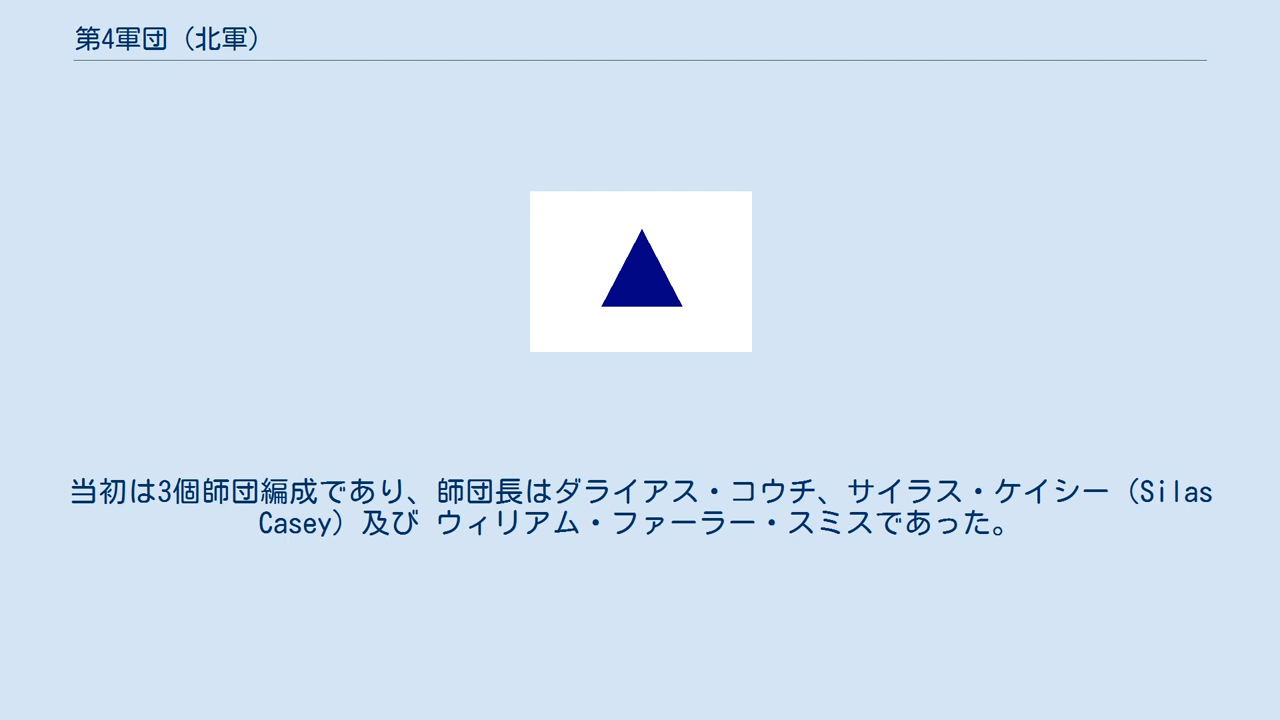 第4軍団（北軍）
当初は3個師団編成であり、師団長はダライアス・コウチ、サイラス・ケイシー（Silas
Casey）及び ウィリアム・ファーラー・スミスであった。